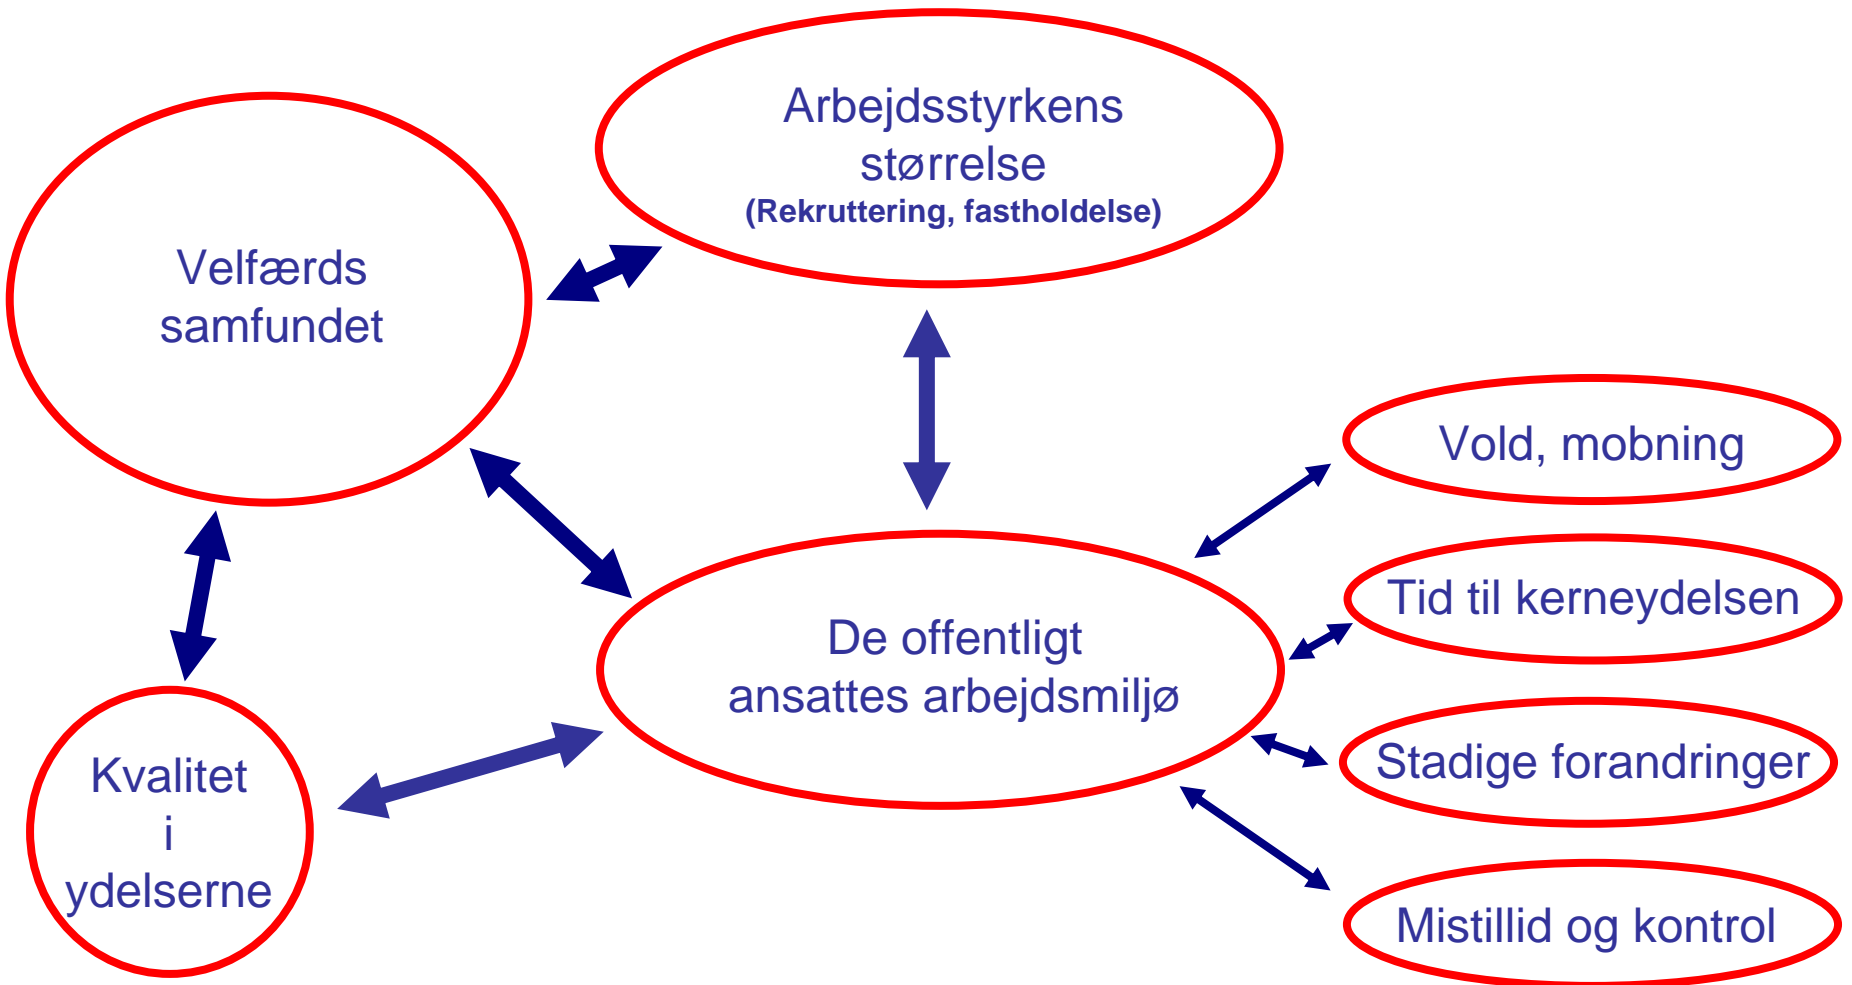 Arbejdsstyrkens
størrelse
(Rekruttering, fastholdelse)
Velfærds
samfundet
Vold, mobning
Tid til kerneydelsen
De offentligt
ansattes arbejdsmiljø
Stadige forandringer
Kvalitet
i
ydelserne
Mistillid og kontrol